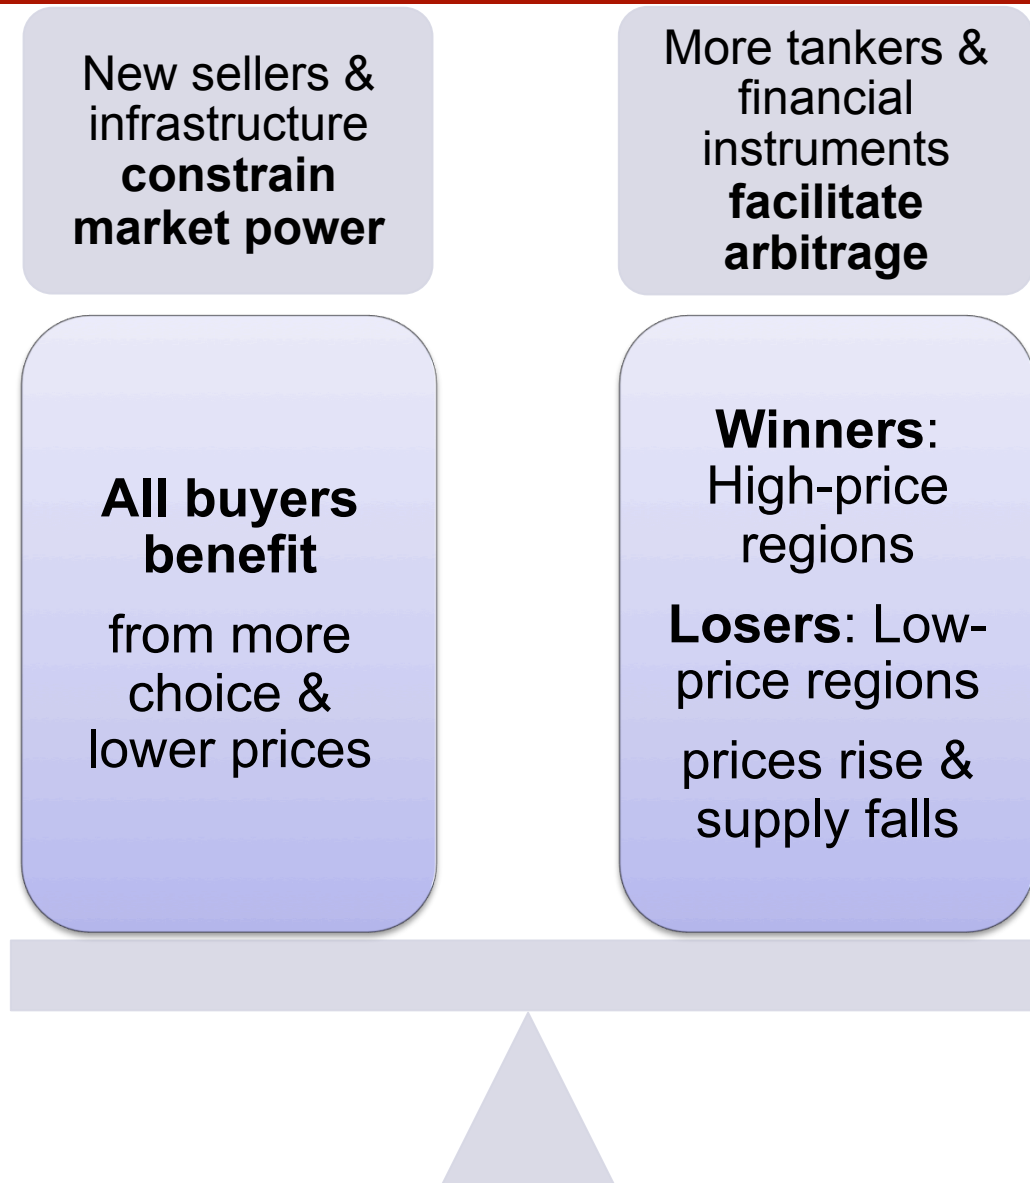 New sellers &
infrastructure
constrain
market power
All buyers
benefit
from more
choice &
lower prices
More tankers &
financial
instruments
facilitate
arbitrage
Winners:
High-price
regions
Losers: Low-
price regions
prices rise &
supply falls